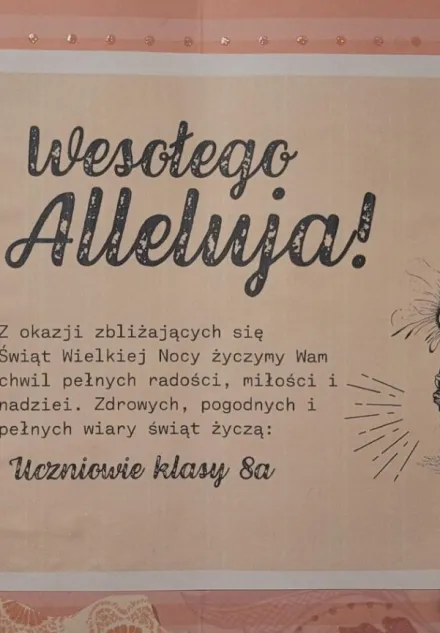 Wesołego
Alleluja!
Z okazji zbliżających się
Świąt Wielkiej Nocy życzymy Wam
chwil pełnych radości, miłości i
nadziei. Zdrowych, pogodnych i
pełnych wiary świąt życzą:
Uczniowie klasy 8a